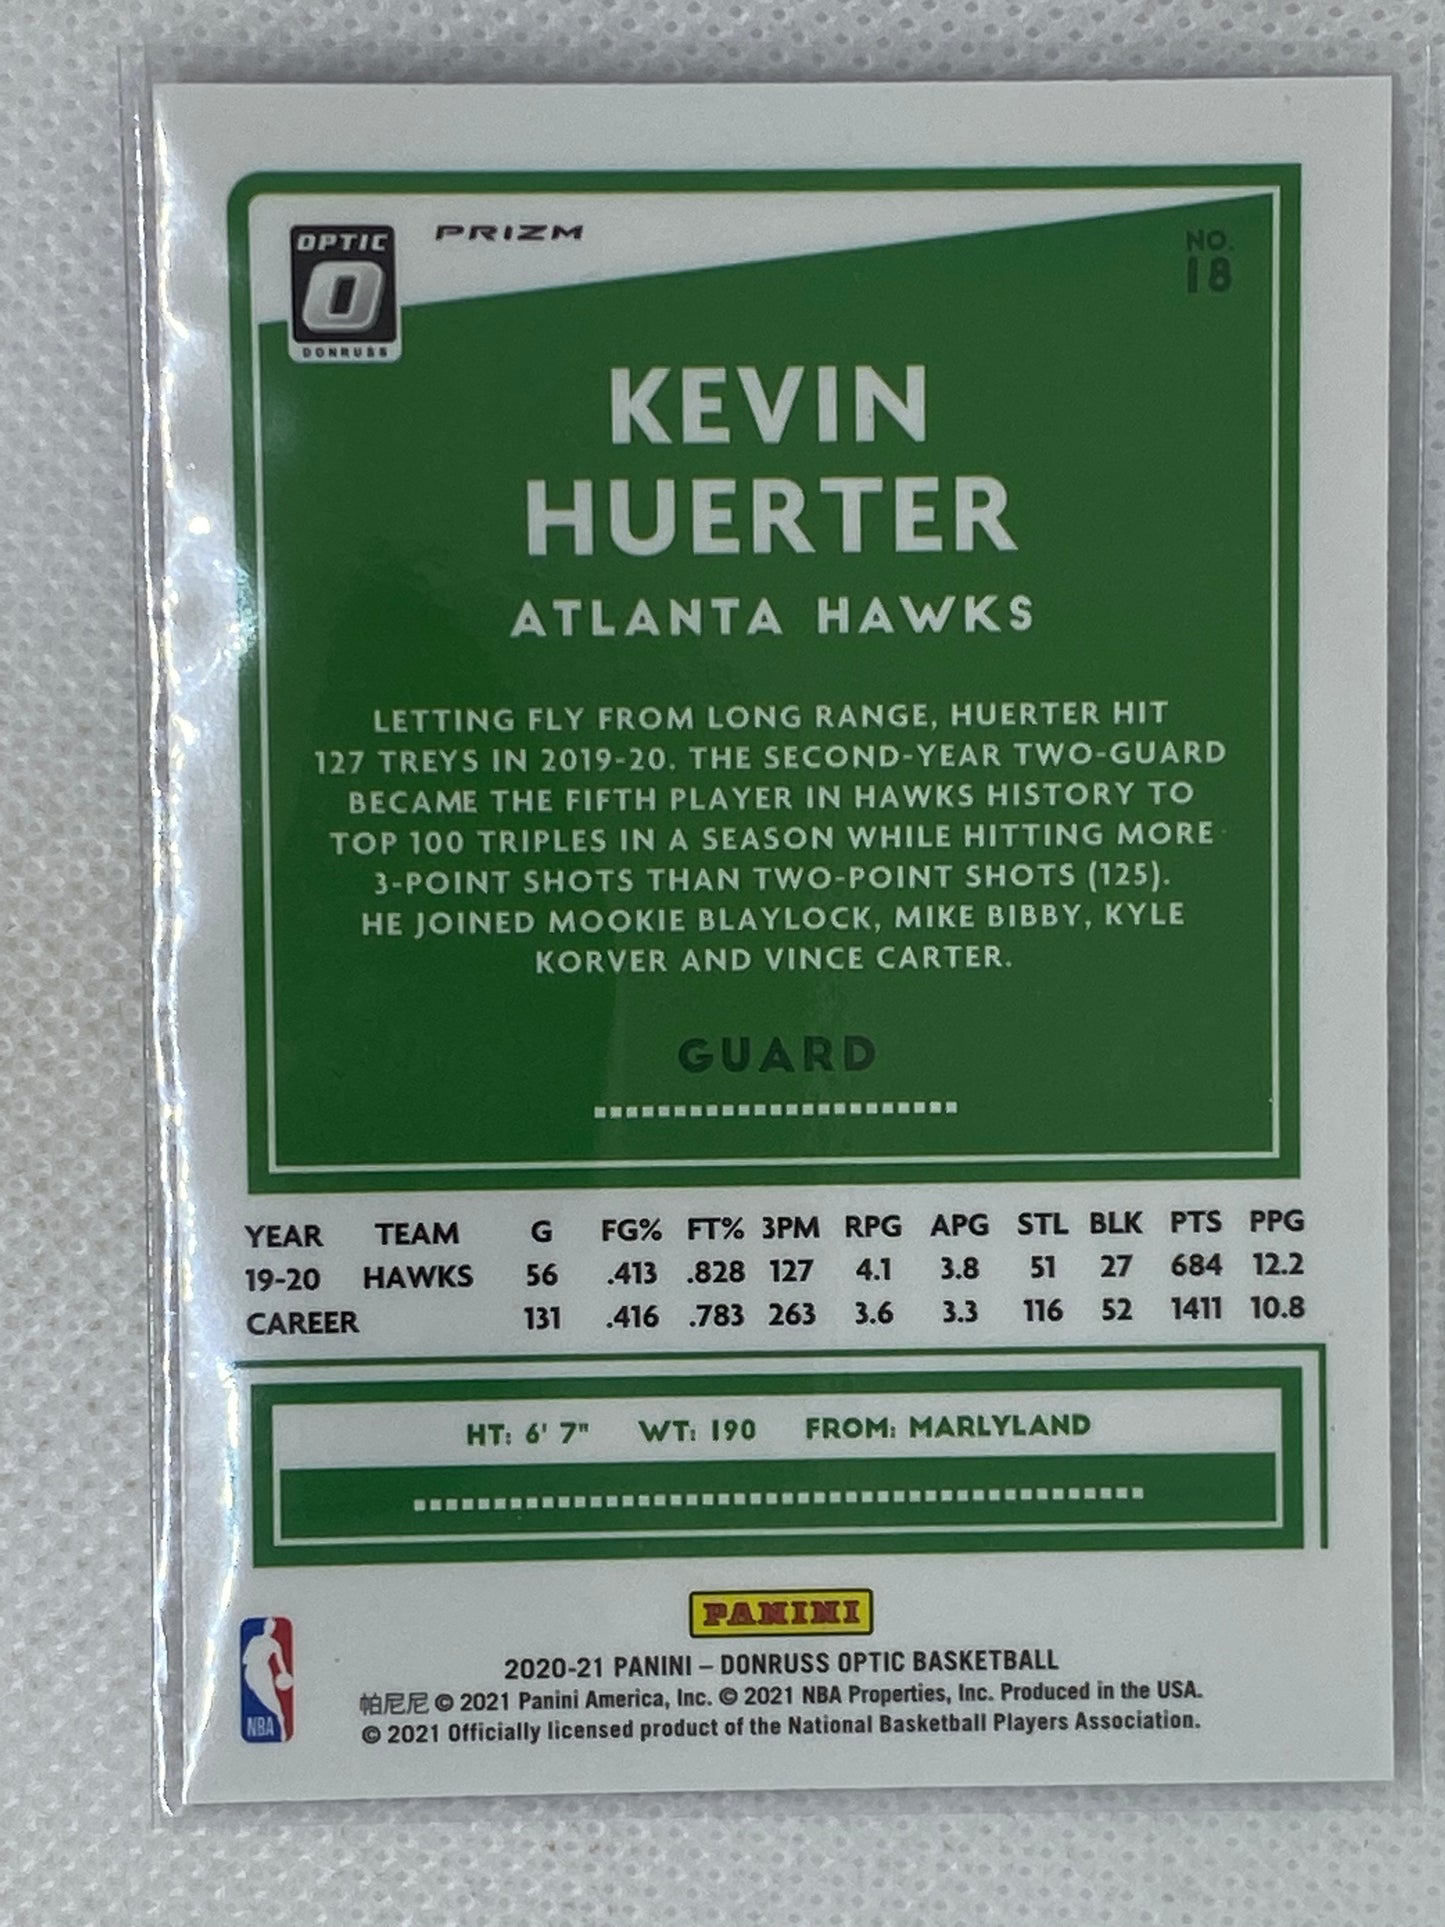 OPTIC
DONRUSS
PRIZM
NO.
18
KEVIN
HUERTER
ATLANTA HAWKS
LETTING FLY FROM LONG RANGE, HUERTER HIT
127 TREYS IN 2019-20. THE SECOND-YEAR TWO-GUARD
BECAME THE FIFTH PLAYER IN HAWKS HISTORY TO
TOP 100 TRIPLES IN A SEASON WHILE HITTING MORE
3-POINT SHOTS THAN TWO-POINT SHOTS (125).
HE JOINED MOOKIE BLAYLOCK, MIKE BIBBY, KYLE
KORVER AND VINCE CARTER.
GUARD
YEAR TEAM G FG% FT% 3PM RPG APG STL BLK PTS PPG
19-20 HAWKS 56 .413 .828 127 4.1 3.8 51 27 684 12.2
CAREER 131 .416 .783 263 3.6 3.3 116 52 1411 10.8
HT: 6' 7" WT: 190 FROM: MARLYLAND
PANINI
2020-21 PANINI – DONRUSS OPTIC BASKETBALL
帕尼尼 © 2021 Panini America, Inc. © 2021 NBA Properties, Inc. Produced in the USA.
© 2021 Officially licensed product of the National Basketball Players Association.
NBA